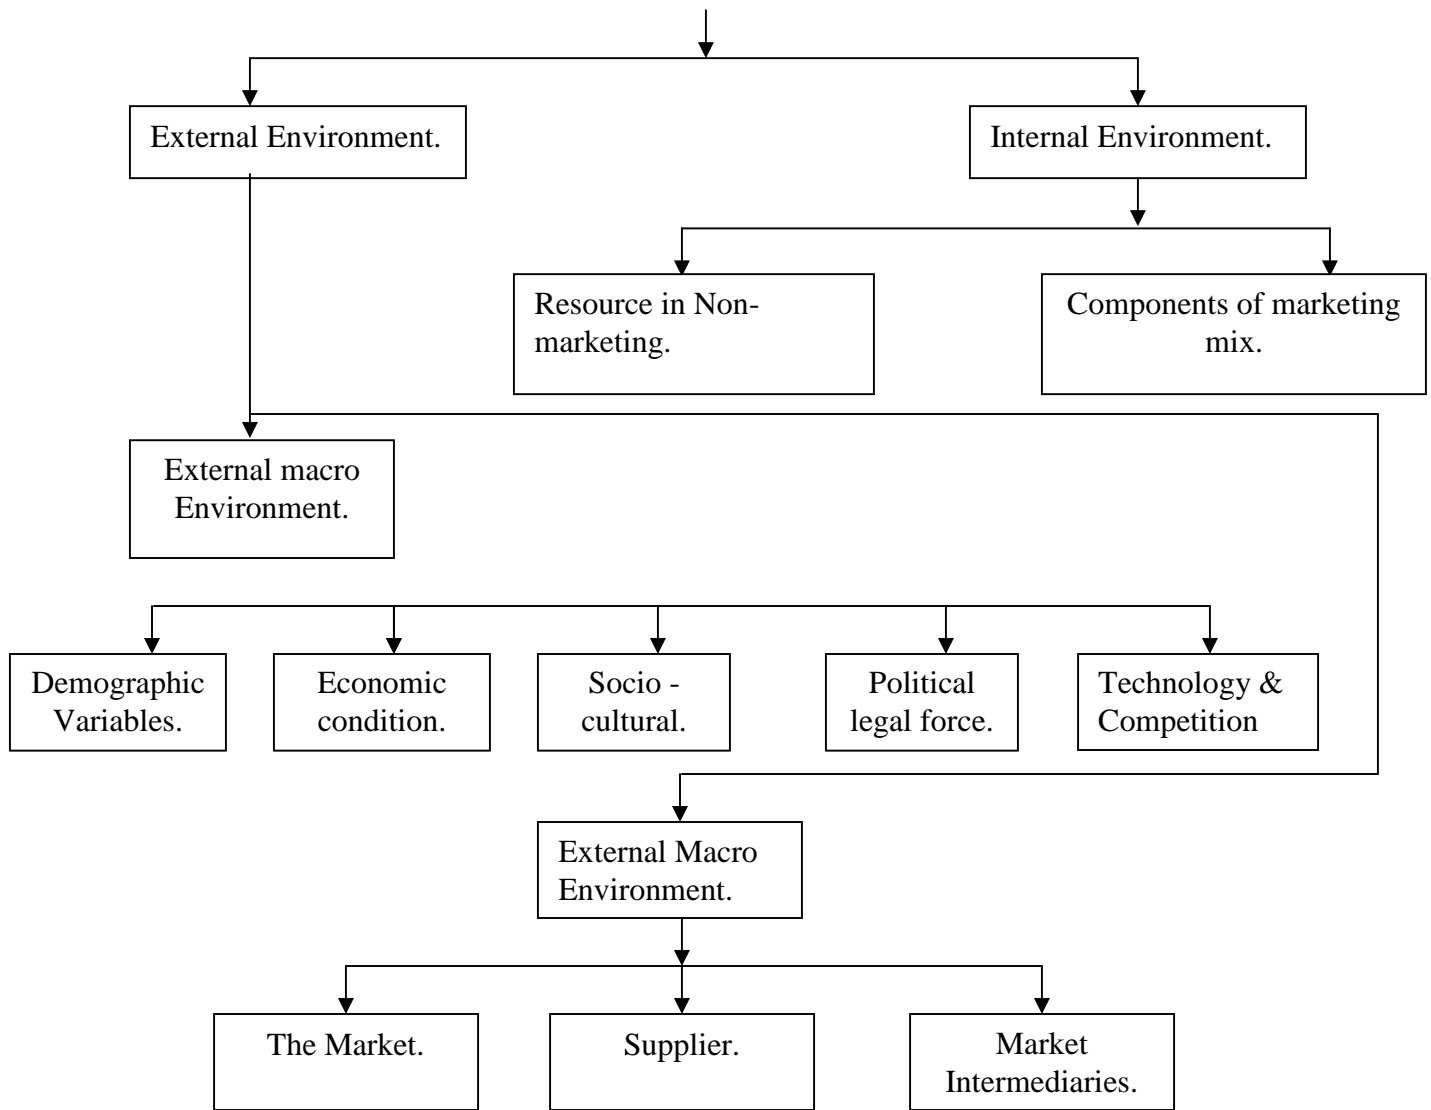 External Environment.
Internal Environment.
Resource in Non-
marketing.
Components of marketing
mix.
External macro
Environment.
Demographic
Variables.
Economic
condition.
Socio -
cultural.
Political
legal force.
Technology &
Competition
External Macro
Environment.
The Market.
Supplier.
Market
Intermediaries.